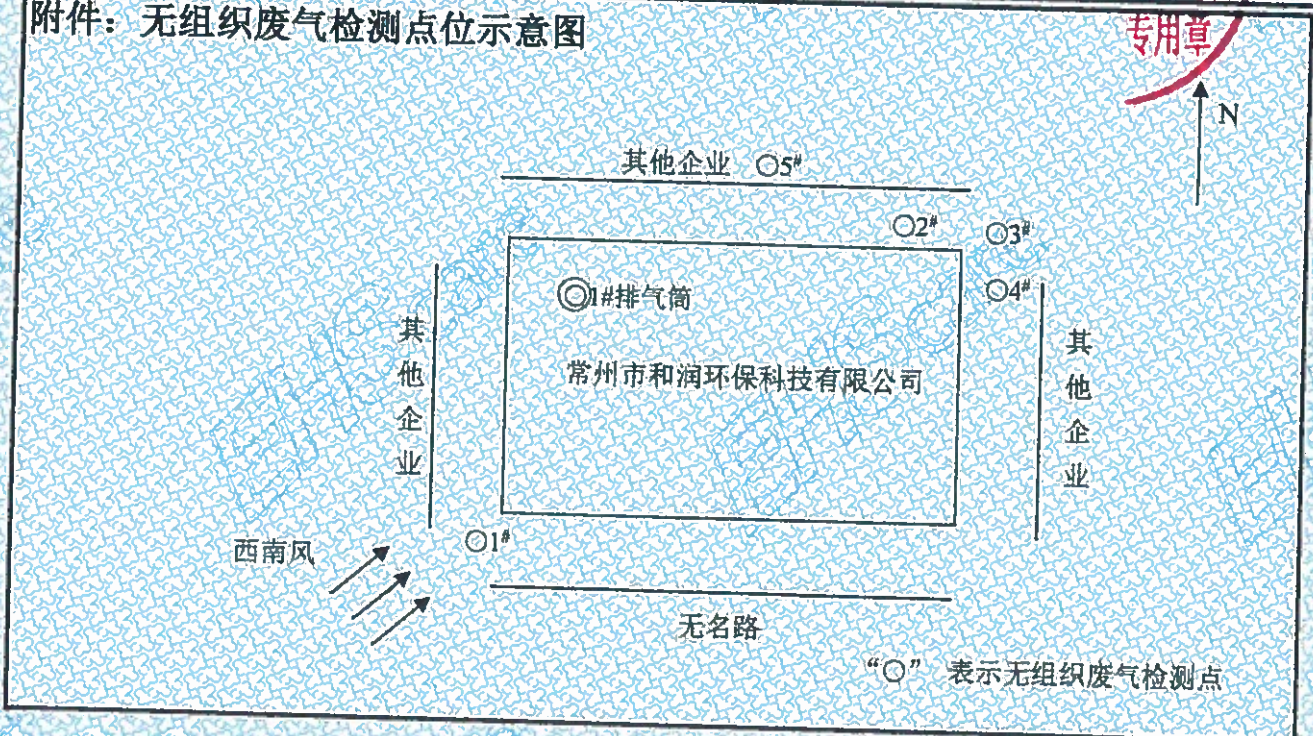 附件：无组织废气检测点位示意图
专用章
N
其他企业 ○5#
○2#
○3#
◎1#排气筒
○4#
其他企业
其他企业
常州市和润环保科技有限公司
西南风
○1#
无名路
“○” 表示无组织废气检测点